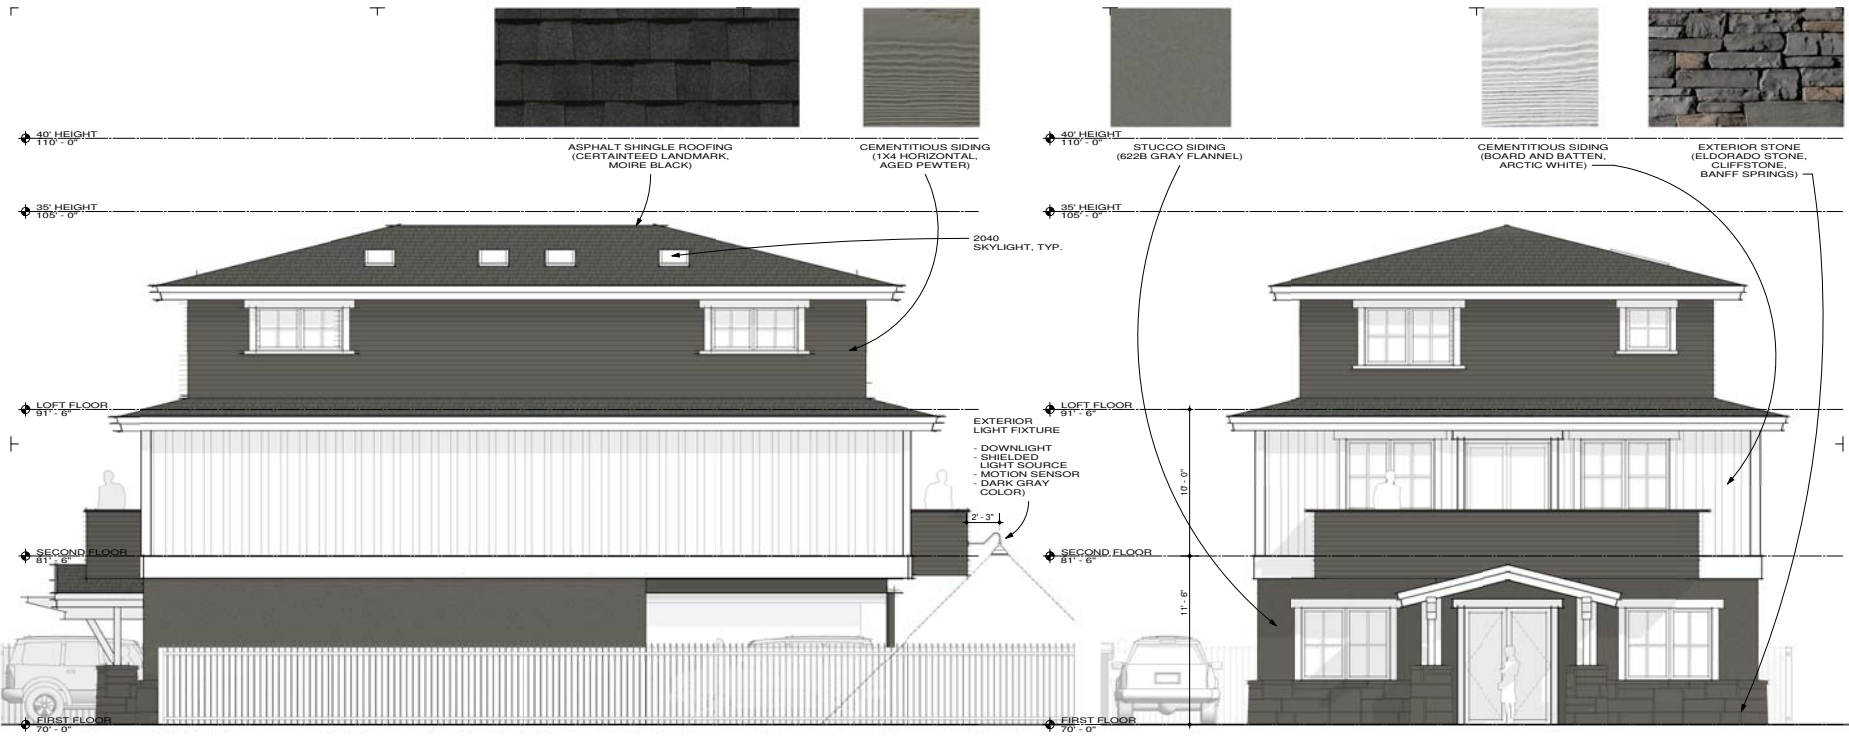 40' HEIGHT
110' - 0"
ASPHALT SHINGLE ROOFING
(CERTAINTEED LANDMARK,
MOIRE BLACK)
CEMENTITIOUS SIDING
(1X4 HORIZONTAL,
AGED PEWTER)
40' HEIGHT
110' - 0"
STUCCO SIDING
(622B GRAY FLANNEL)
CEMENTITIOUS SIDING
(BOARD AND BATTEN,
ARCTIC WHITE)
EXTERIOR STONE
(ELDORADO STONE,
CLIFFSTONE,
BANFF SPRINGS)
35' HEIGHT
105' - 0"
35' HEIGHT
105' - 0"
2040
SKYLIGHT, TYP.
LOFT FLOOR
91' - 6"
LOFT FLOOR
91' - 6"
EXTERIOR
LIGHT FIXTURE
- DOWNLIGHT
- SHIELDED
LIGHT SOURCE
- MOTION SENSOR
- DARK GRAY
COLOR)
2' - 3"
10' - 0"
SECOND FLOOR
81' - 6"
SECOND FLOOR
81' - 6"
11' - 6"
FIRST FLOOR
70' - 0"
FIRST FLOOR
70' - 0"